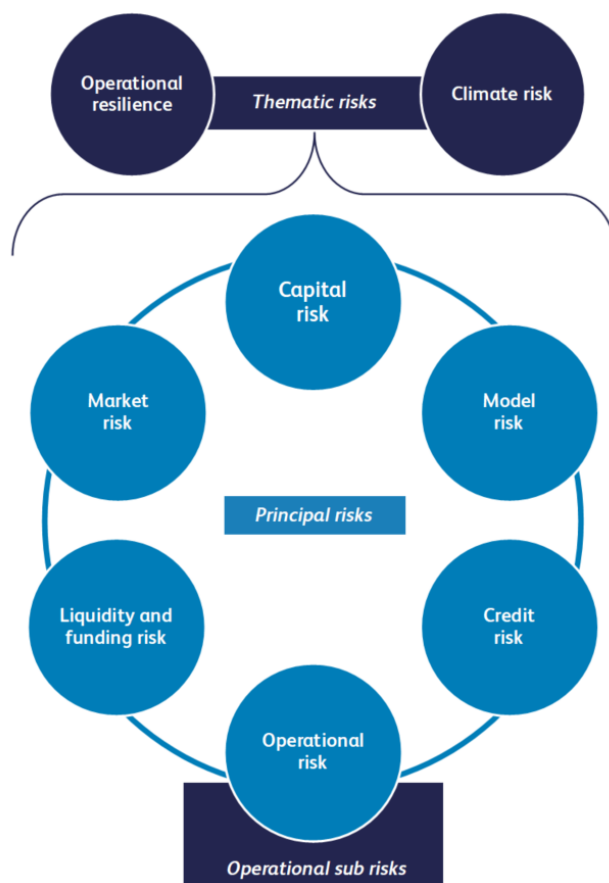 Operational
resilience
Thematic risks
Climate risk
Capital
risk
Market
risk
Model
risk
Principal risks
Liquidity and
funding risk
Credit
risk
Operational
risk
Operational sub risks